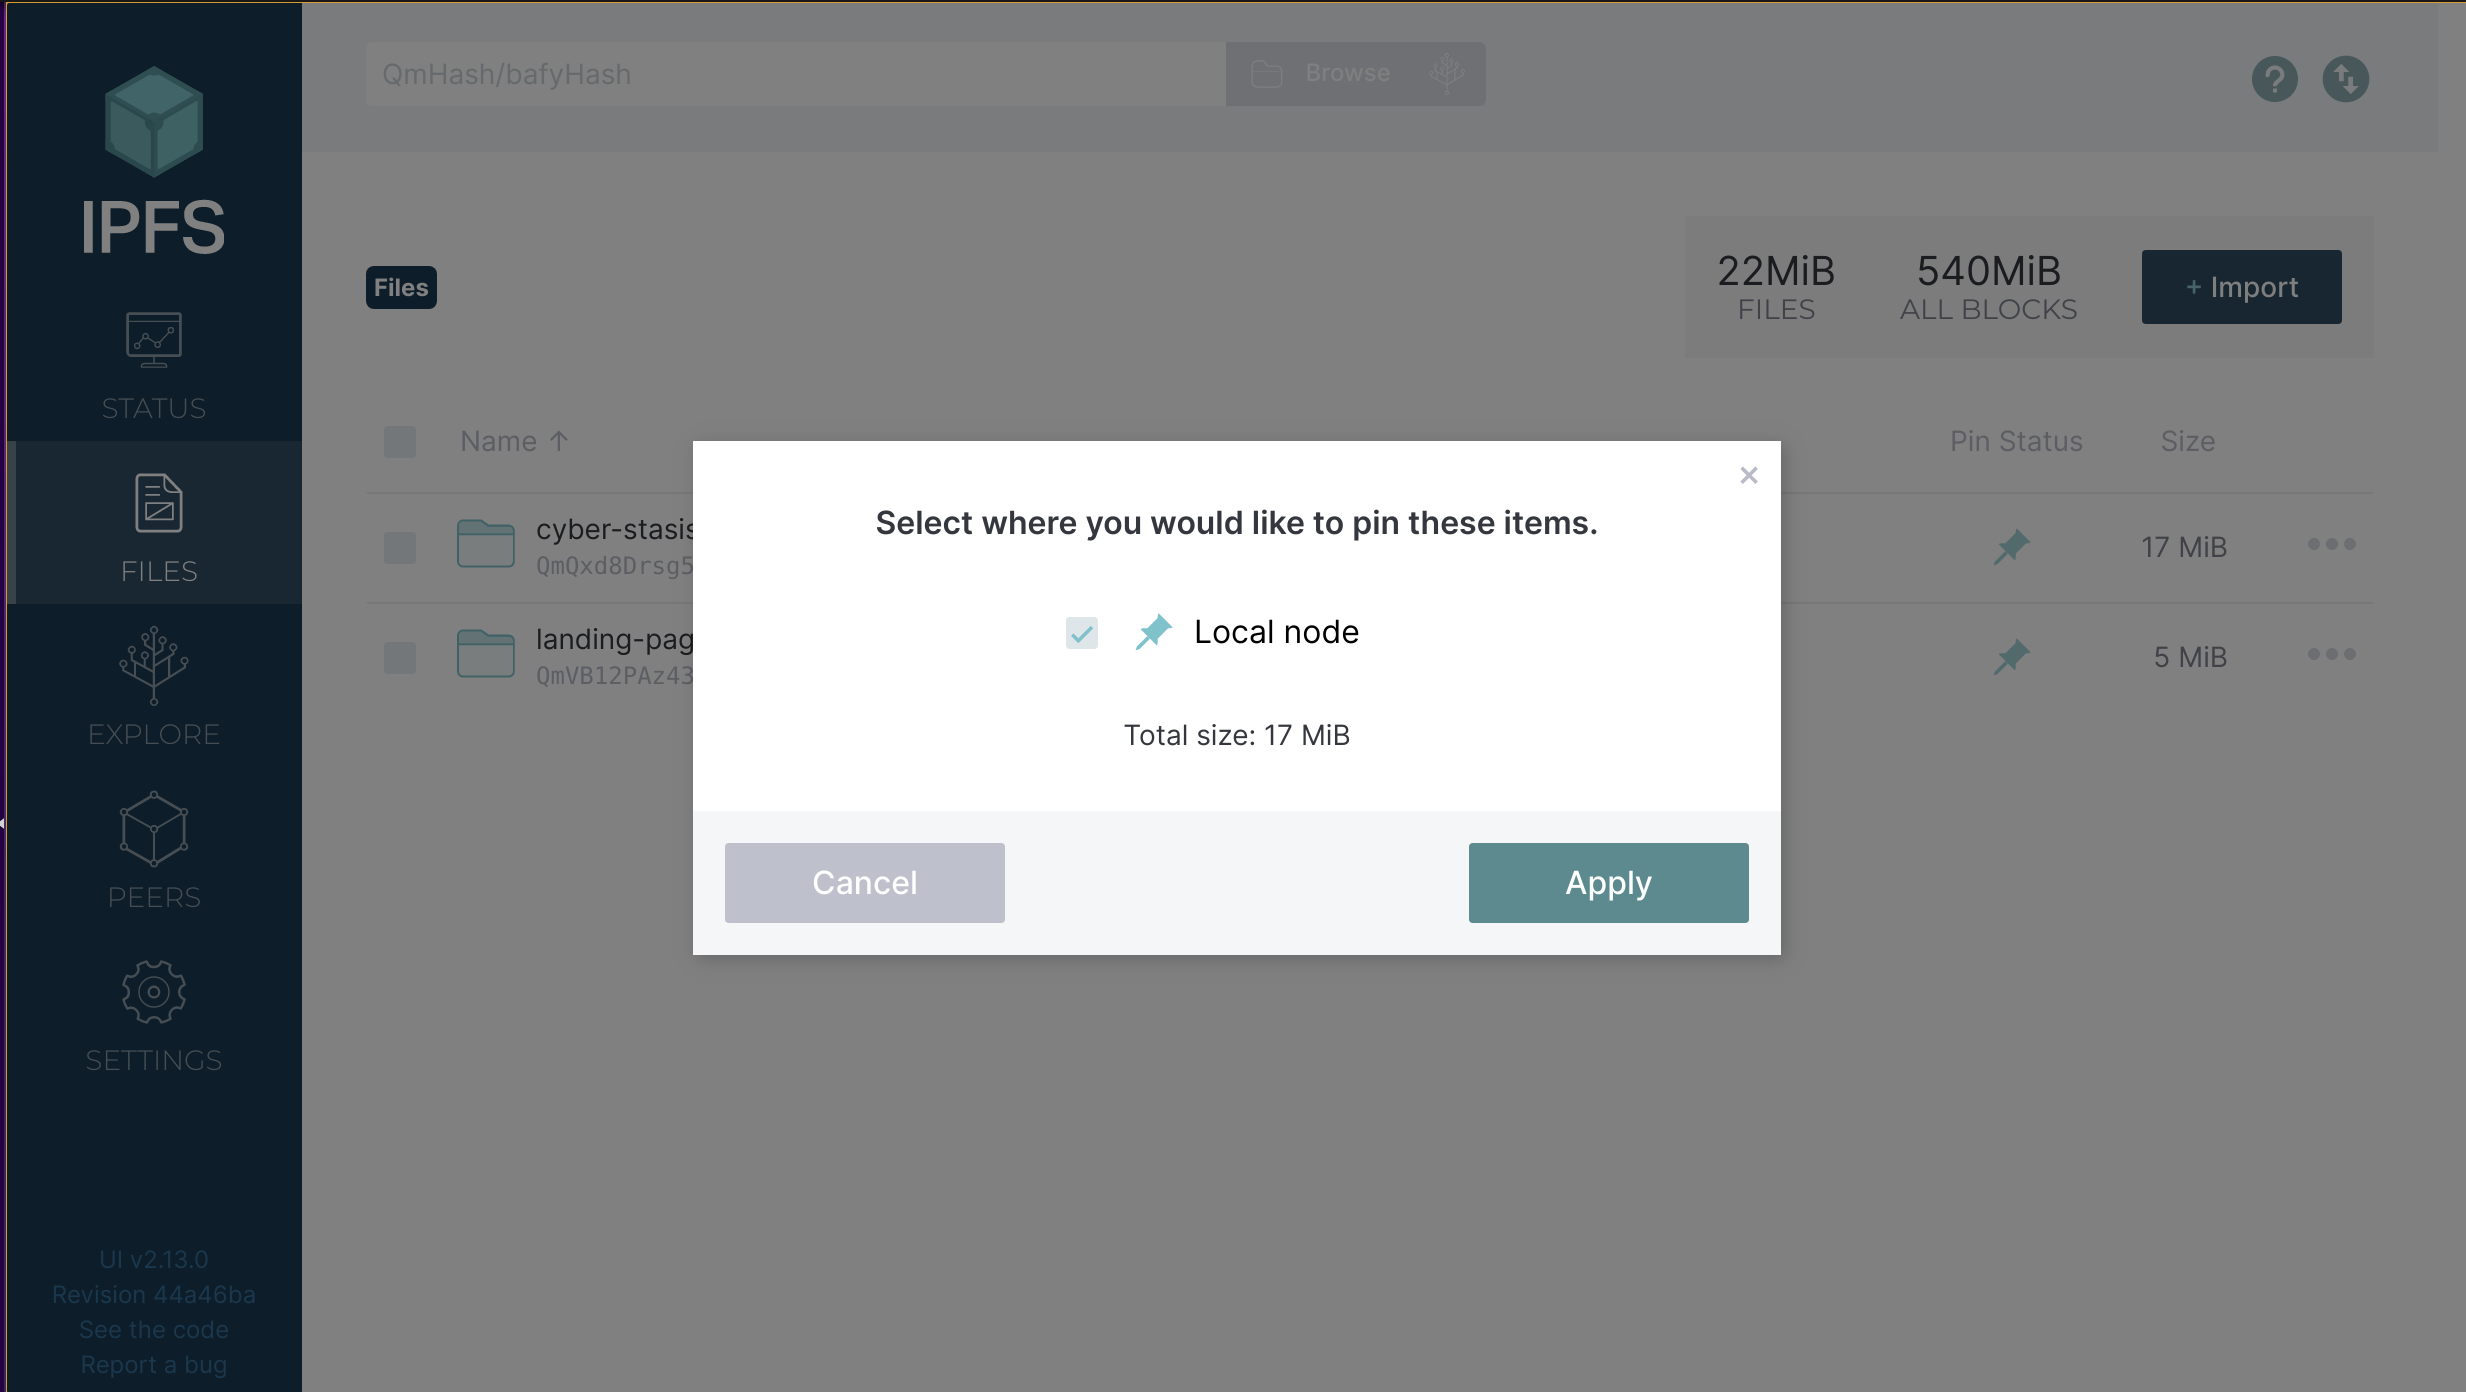 QmHash/bafyHash
Browse
IPFS
STATUS
FILES
EXPLORE
PEERS
SETTINGS
UI v2.13.0
Revision 44a46ba
See the code
Report a bug
Files
22MiB
FILES
540MiB
ALL BLOCKS
+ Import
Name ↑
Pin Status
Size
cyber-stasis
QmQxd8Drsg5
17 MiB
landing-pag
QmVB12PAz43
5 MiB
Select where you would like to pin these items.
Local node
Total size: 17 MiB
Cancel
Apply